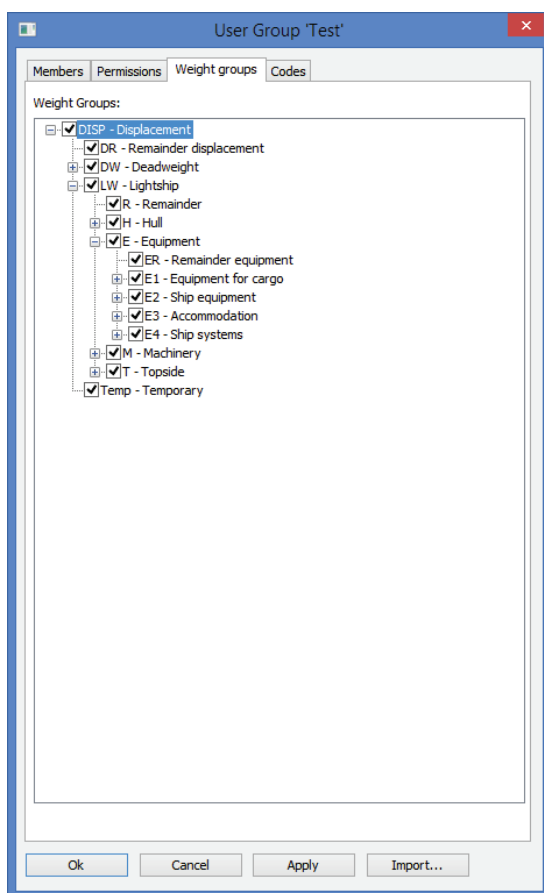 User Group 'Test'
Members Permissions Weight groups Codes
Weight Groups:
DISP - Displacement
DR - Remainder displacement
DW - Deadweight
LW - Lightship
R - Remainder
H - Hull
E - Equipment
ER - Remainder equipment
E1 - Equipment for cargo
E2 - Ship equipment
E3 - Accommodation
E4 - Ship systems
M - Machinery
T - Topside
Temp - Temporary
Ok Cancel Apply Import...